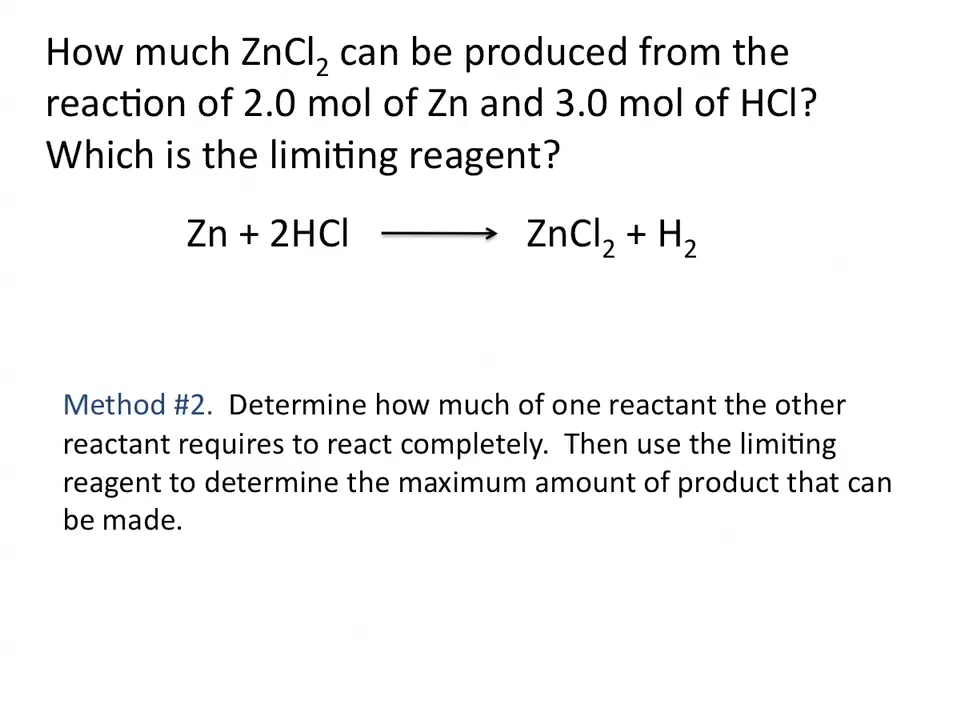 How much ZnCl₂ can be produced from the
reaction of 2.0 mol of Zn and 3.0 mol of HCl?
Which is the limiting reagent?
Zn + 2HCl ⟶ ZnCl₂ + H₂
Method #2. Determine how much of one reactant the other
reactant requires to react completely. Then use the limiting
reagent to determine the maximum amount of product that can
be made.